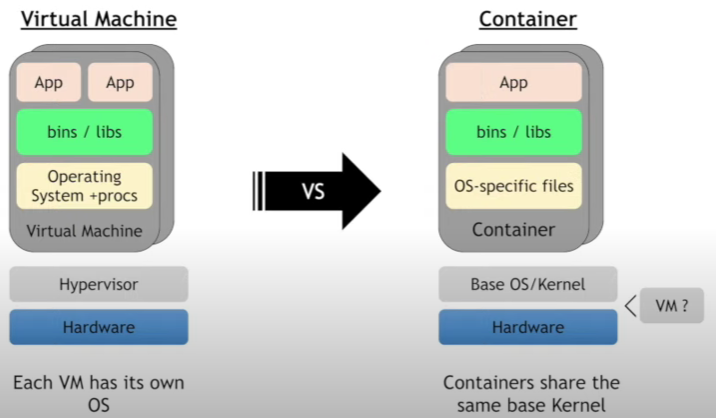 Virtual Machine
App
App
bins / libs
Operating
System +procs
Virtual Machine
Hypervisor
Hardware
Each VM has its own
OS
VS
Container
App
bins / libs
OS-specific files
Container
Base OS/Kernel
Hardware
VM ?
Containers share the
same base Kernel